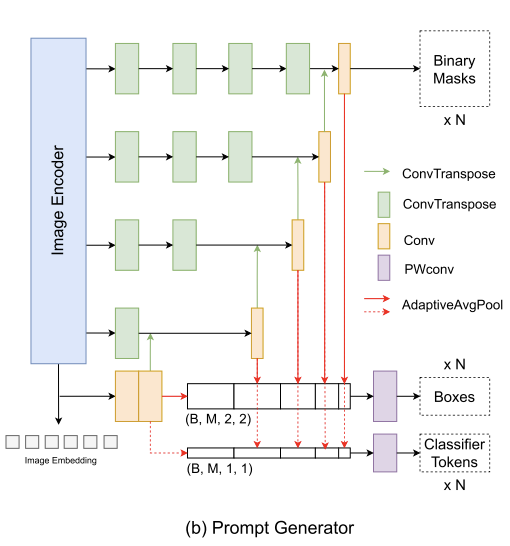 Image Encoder
Binary
Masks
x N
ConvTranspose
ConvTranspose
Conv
PWconv
AdaptiveAvgPool
x N
Boxes
(B, M, 2, 2)
Classifier
Tokens
x N
(B, M, 1, 1)
Image Embedding
(b) Prompt Generator